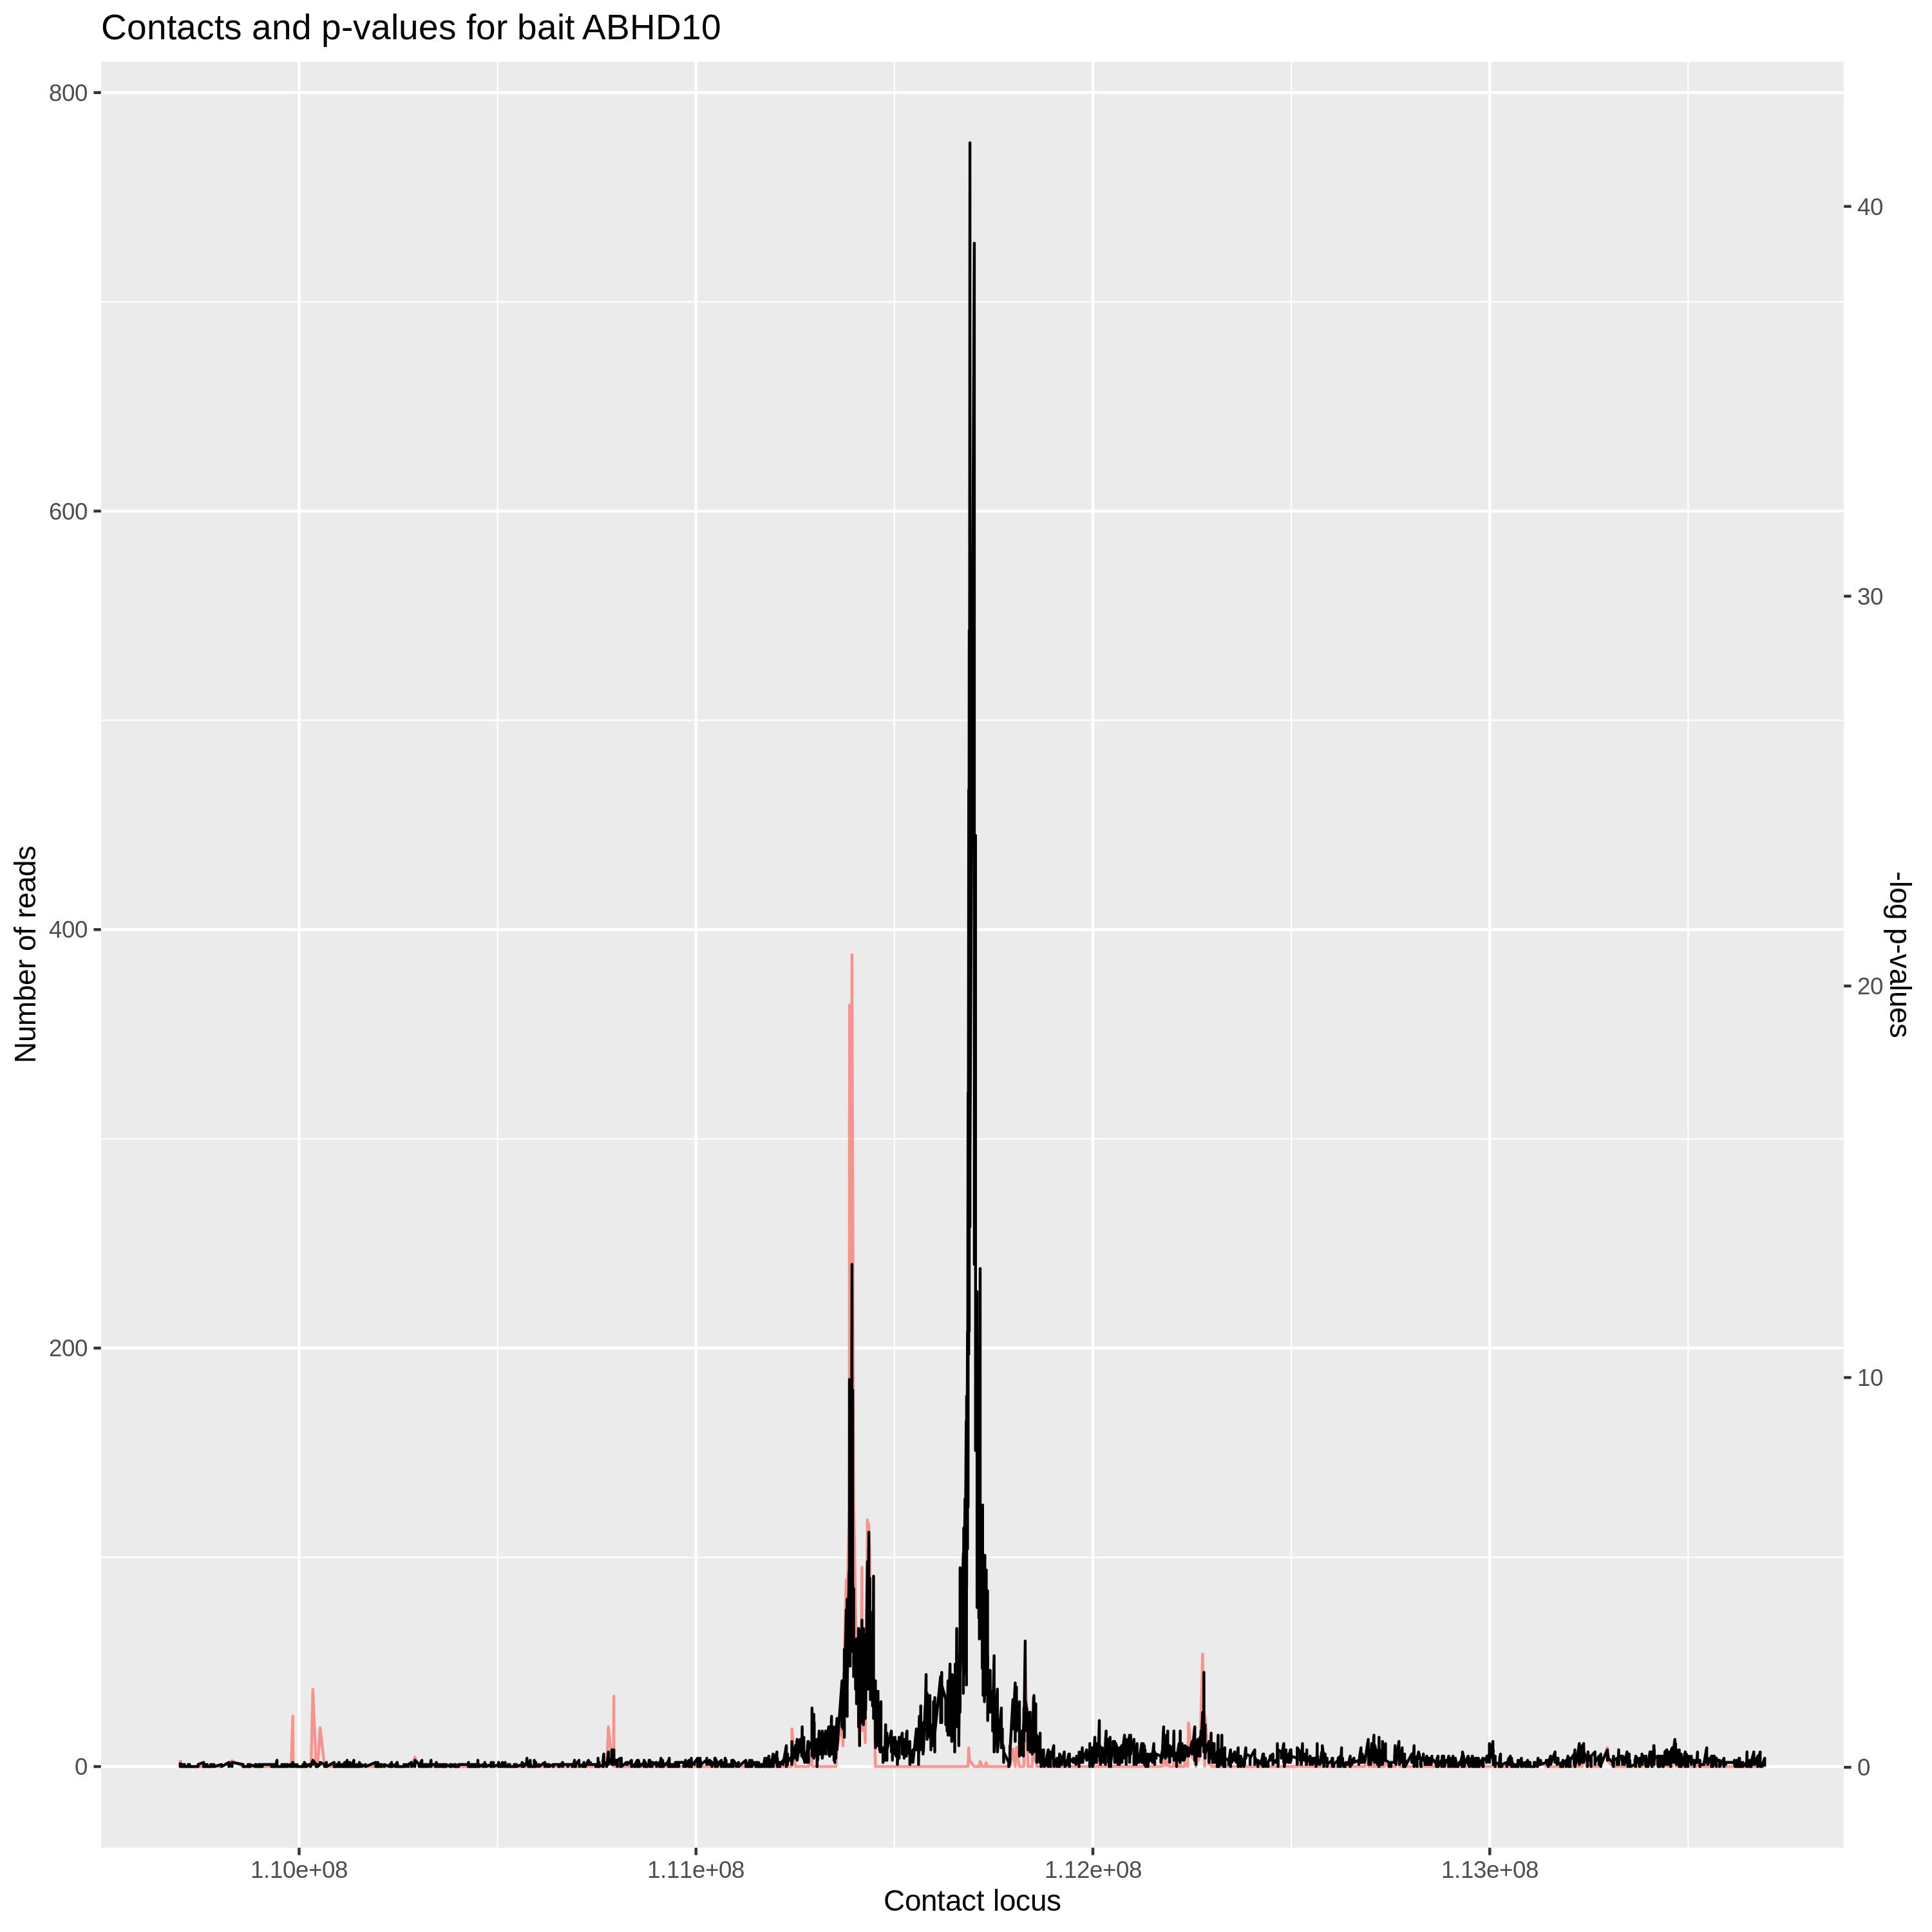 Contacts and p-values for bait ABHD10
800
600
400
200
0
Number of reads
40
30
20
10
0
-log p-values
1.10e+08 1.11e+08 1.12e+08 1.13e+08
Contact locus